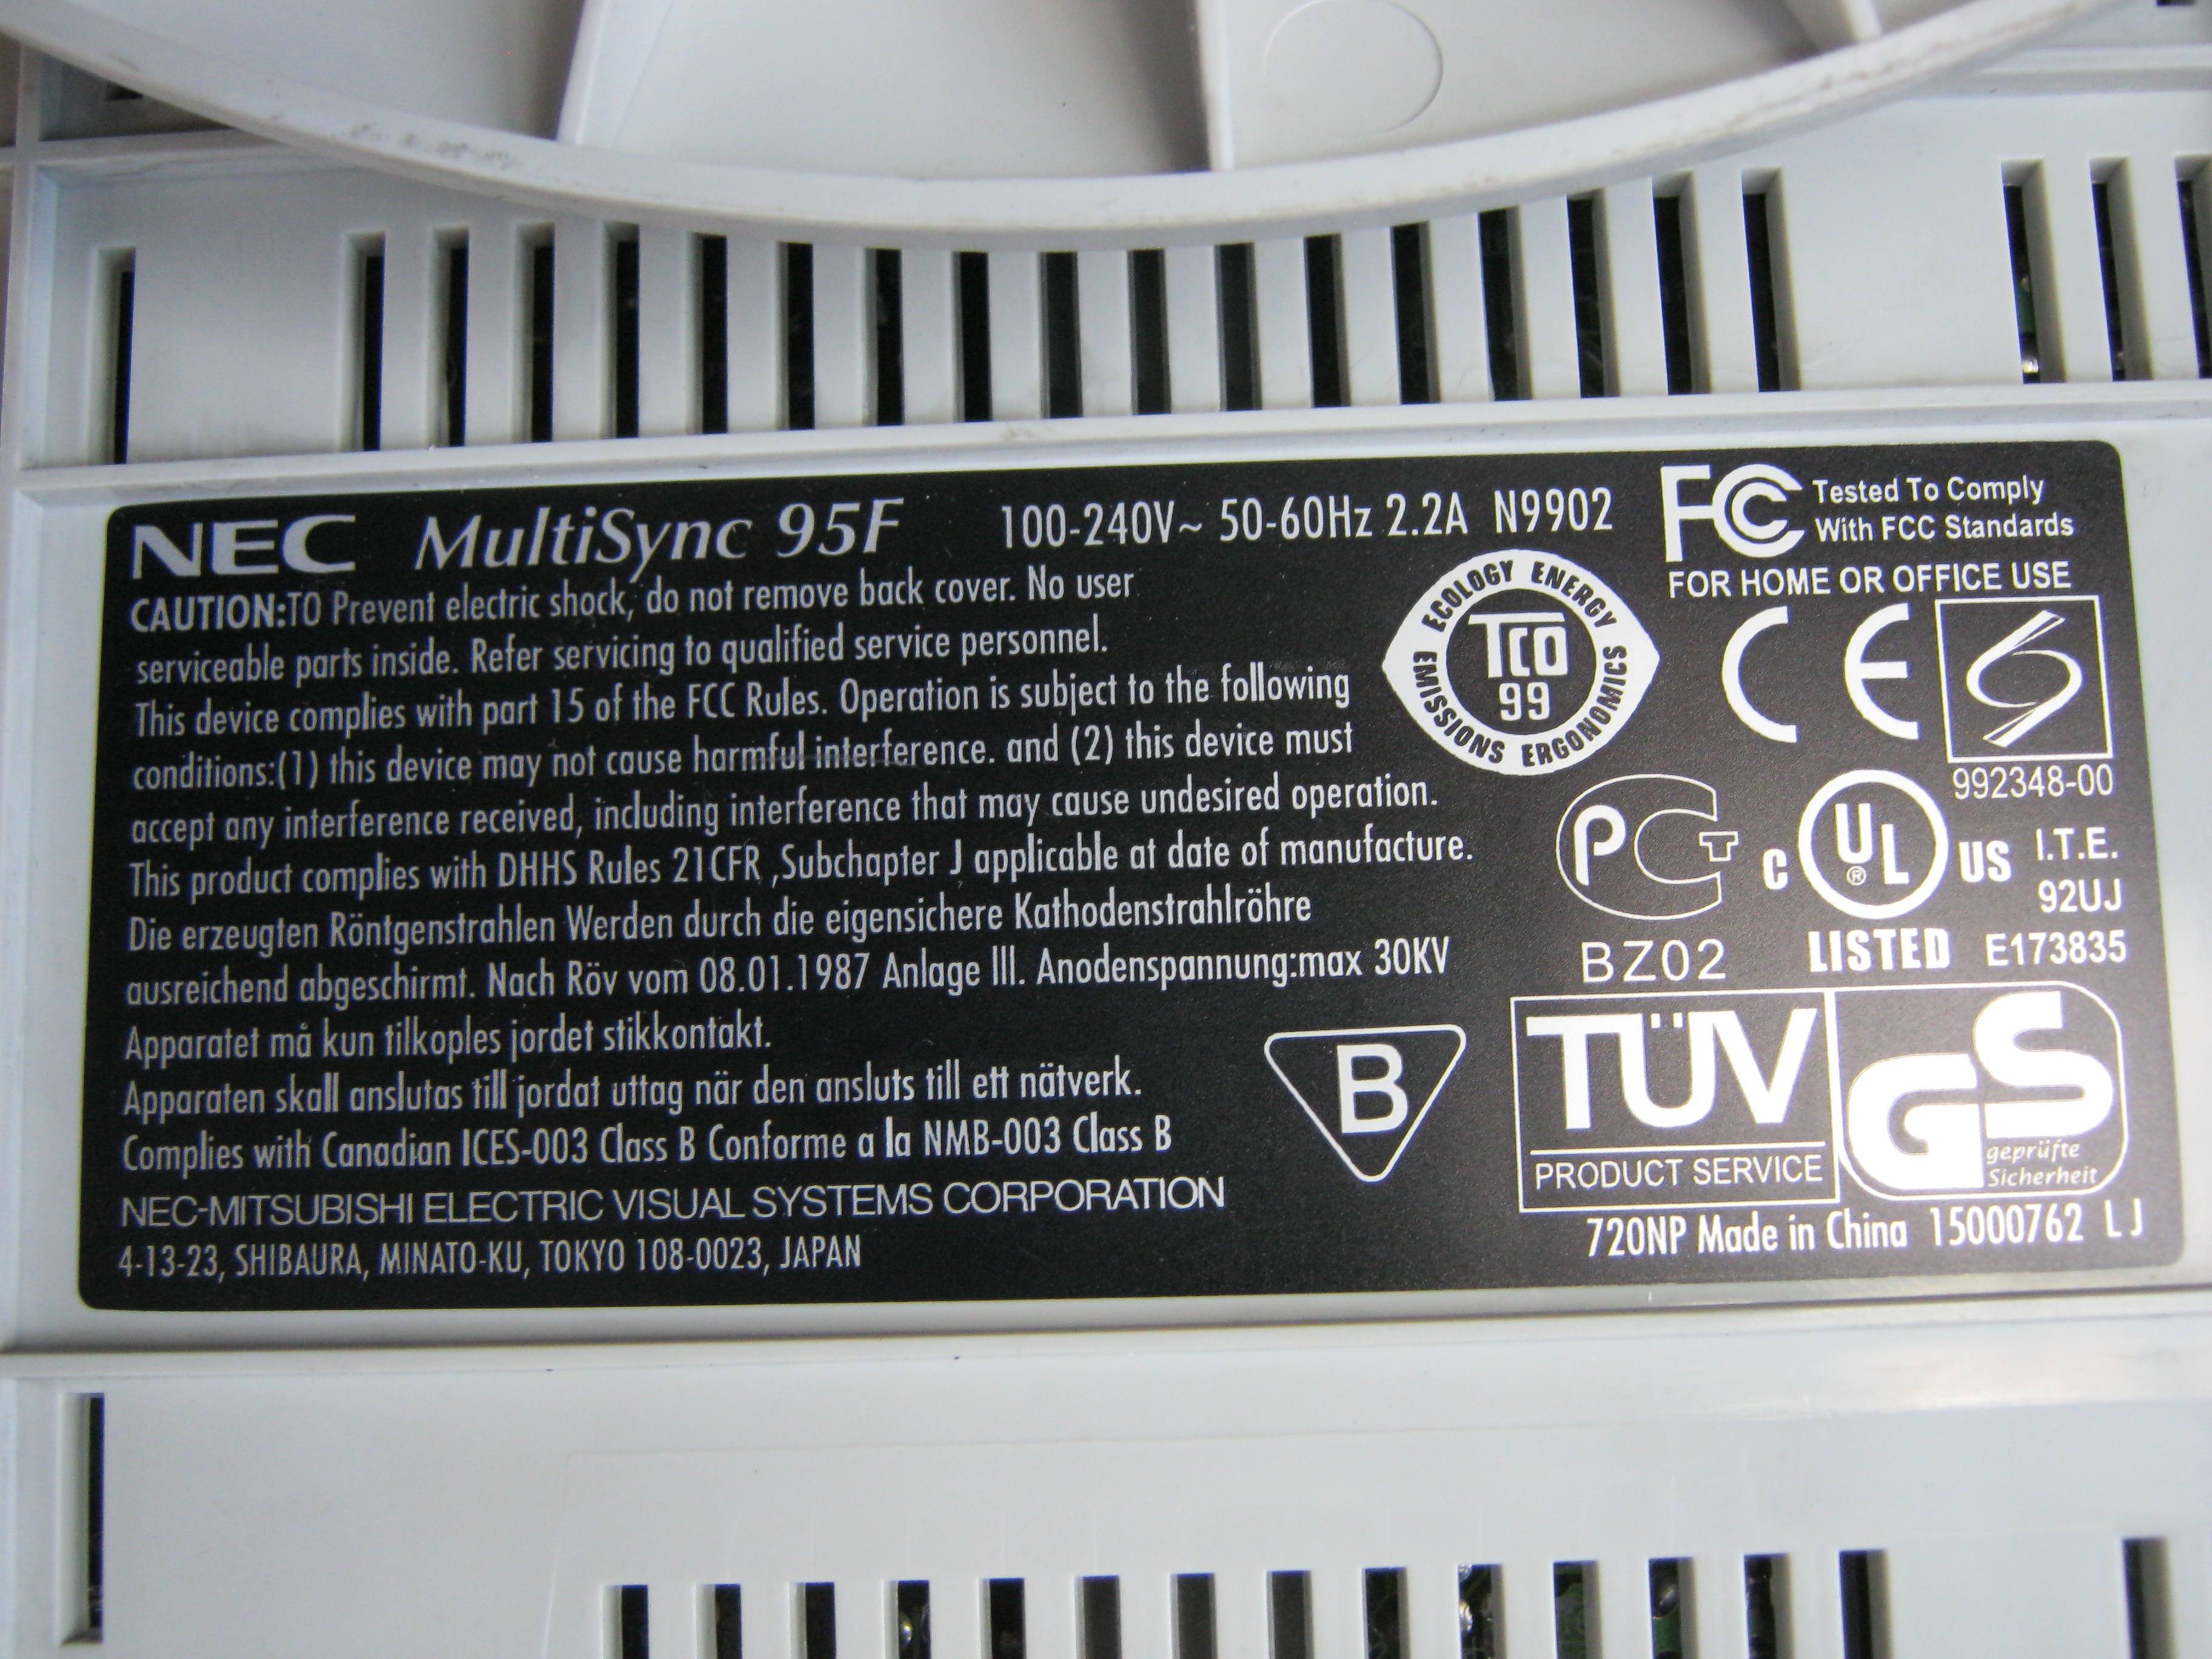 NEC MultiSync 95F 100-240V~ 50-60Hz 2.2A N9902
CAUTION:TO Prevent electric shock, do not remove back cover. No user
serviceable parts inside. Refer servicing to qualified service personnel.
This device complies with part 15 of the FCC Rules. Operation is subject to the following
conditions:(1) this device may not cause harmful interference. and (2) this device must
accept any interference received, including interference that may cause undesired operation.
This product complies with DHHS Rules 21CFR ,Subchapter J applicable at date of manufacture.
Die erzeugten Röntgenstrahlen Werden durch die eigensichere Kathodenstrahlröhre
ausreichend abgeschirmt. Nach Röv vom 08.01.1987 Anlage III. Anodenspannung:max 30KV
Apparatet må kun tilkoples jordet stikkontakt.
Apparaten skall anslutas till jordat uttag när den ansluts till ett nätverk.
Complies with Canadian ICES-003 Class B Conforme a la NMB-003 Class B
NEC-MITSUBISHI ELECTRIC VISUAL SYSTEMS CORPORATION
4-13-23, SHIBAURA, MINATO-KU, TOKYO 108-0023, JAPAN
FC Tested To Comply
With FCC Standards
FOR HOME OR OFFICE USE
ECOLOGY ENERGY
TCO
99
EMISSIONS ERGONOMICS
CE
992348-00
PCT
BZ02
C UL® US
LISTED
I.T.E.
92UJ
E173835
B
TÜV
PRODUCT SERVICE
GS
geprüfte
Sicherheit
720NP Made in China 15000762 LJ